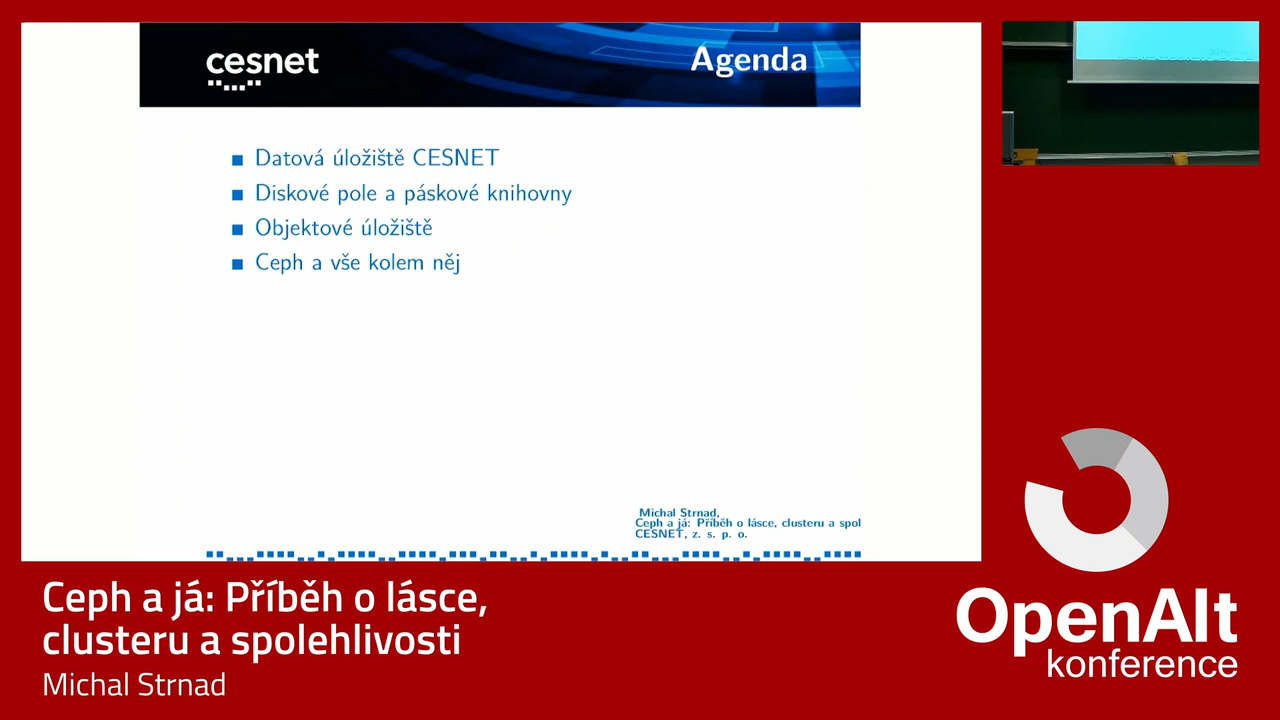 cesnet
Agenda
Datová úložiště CESNET
Diskové pole a páskové knihovny
Objektové úložiště
Ceph a vše kolem něj
Michal Strnad,
Ceph a já: Příběh o lásce, clusteru a spol
CESNET, z. s. p. o.
Ceph a já: Příběh o lásce,
clusteru a spolehlivosti
Michal Strnad
OpenAlt
konference